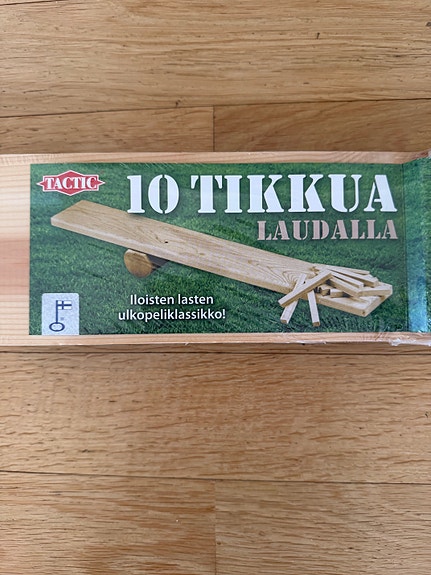 TACTIC
10 TIKKUA
LAUDALLA
Iloisten lasten
ulkopeliklassikko!